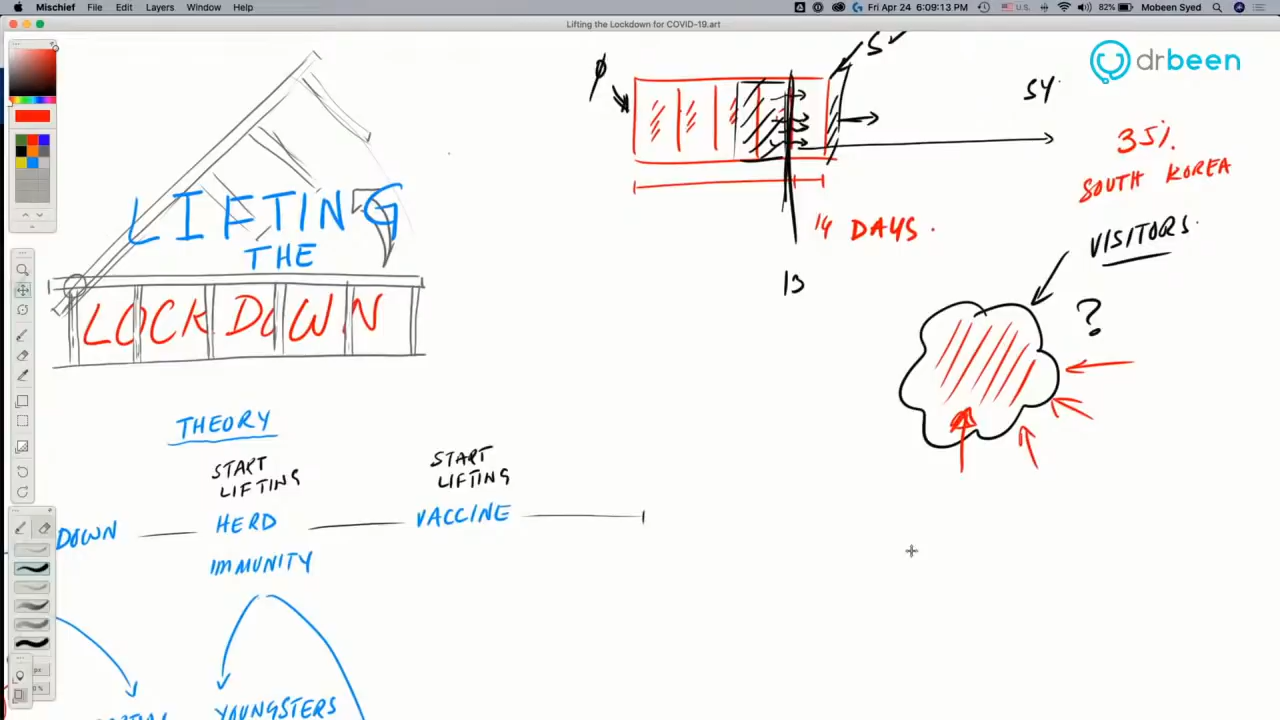 Mischief File Edit Layers Window Help
U.S. 82% Fri Apr 24 6:09:13 PM Mobeen Syed
Lifting the Lockdown for COVID-19.art
drbeen
LIFTING
THE
LOCKDOWN
THEORY
START
LIFTING
HERD
IMMUNITY
START
LIFTING
VACCINE
DOWN
YOUNGSTERS
S
SY
14 DAYS.
13
35%
SOUTH KOREA
VISITORS.
?